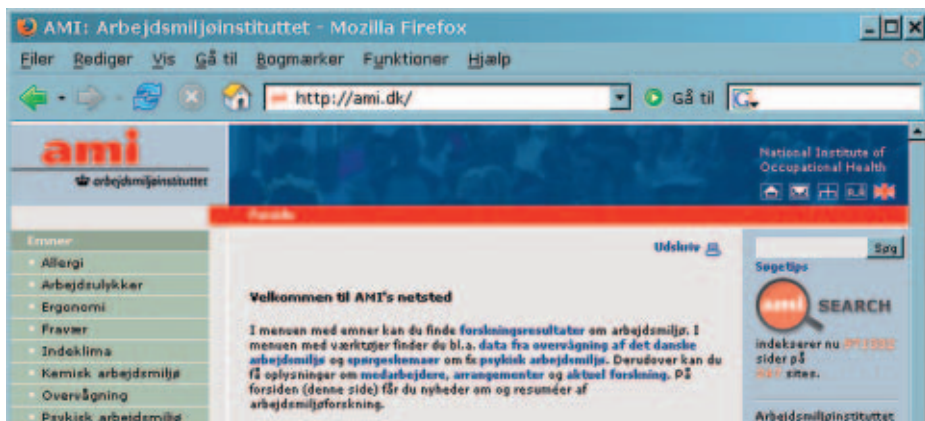 AMI: Arbejdsmiljøinstituttet - Mozilla Firefox
Filer Rediger Vis Gå til Bogmærker Funktioner Hjælp
http://ami.dk/ Gå til
ami
arbejdsmiljøinstituttet
National Institute of
Occupational Health
Forside
Emner
Allergi
Arbejdsulykker
Ergonomi
Fravær
Indeklima
Kemisk arbejdsmiljø
Overvågning
Psykisk arbejdsmiljø
Udskriv
Velkommen til AMI's netsted
I menuen med emner kan du finde forskningsresultater om arbejdsmiljø. I
menuen med værktøjer finder du bl.a. data fra overvågning af det danske
arbejdsmiljø og spørgeskemaer om fx psykisk arbejdsmiljø. Derudover kan du
få oplysninger om medarbejdere, arrangementer og aktuel forskning. På
forsiden (denne side) får du nyheder om og resuméer af
arbejdsmiljøforskning.
Søg
Søgetips
ami SEARCH
indekserer nu
sider på
sites.
Arbejdsmiljøinstituttet